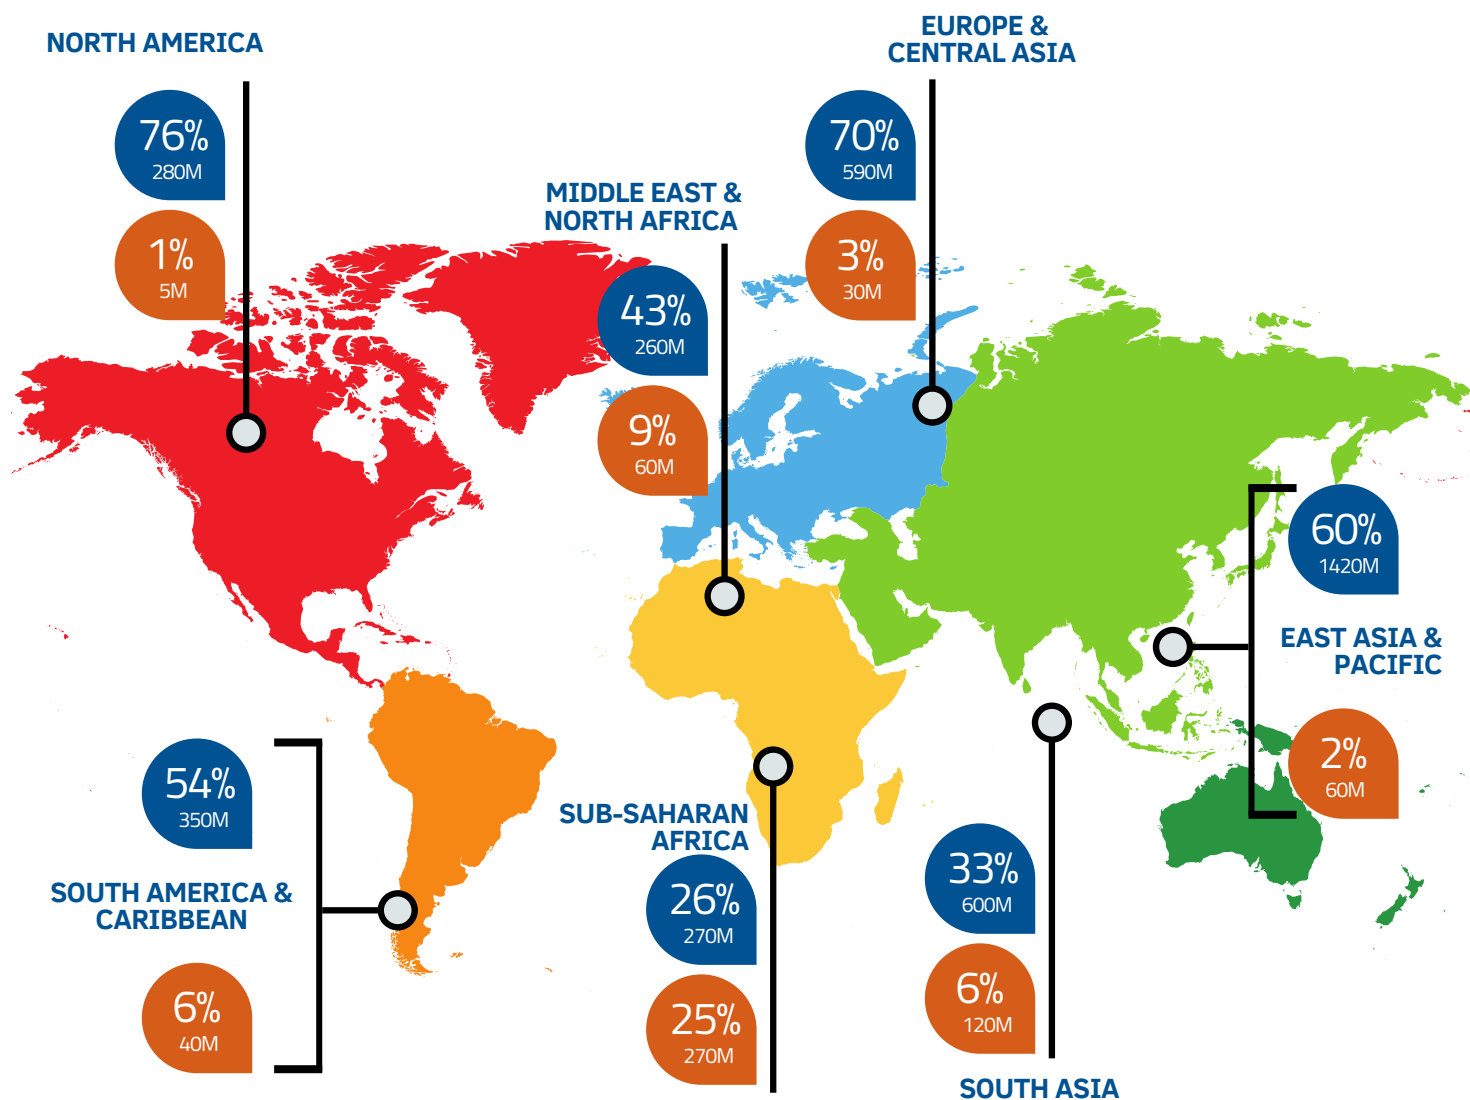 NORTH AMERICA
76%
280M
1%
5M
EUROPE &
CENTRAL ASIA
70%
590M
3%
30M
MIDDLE EAST &
NORTH AFRICA
43%
260M
9%
60M
60%
1420M
EAST ASIA &
PACIFIC
2%
60M
54%
350M
SOUTH AMERICA &
CARIBBEAN
6%
40M
SUB-SAHARAN
AFRICA
26%
270M
25%
270M
33%
600M
6%
120M
SOUTH ASIA